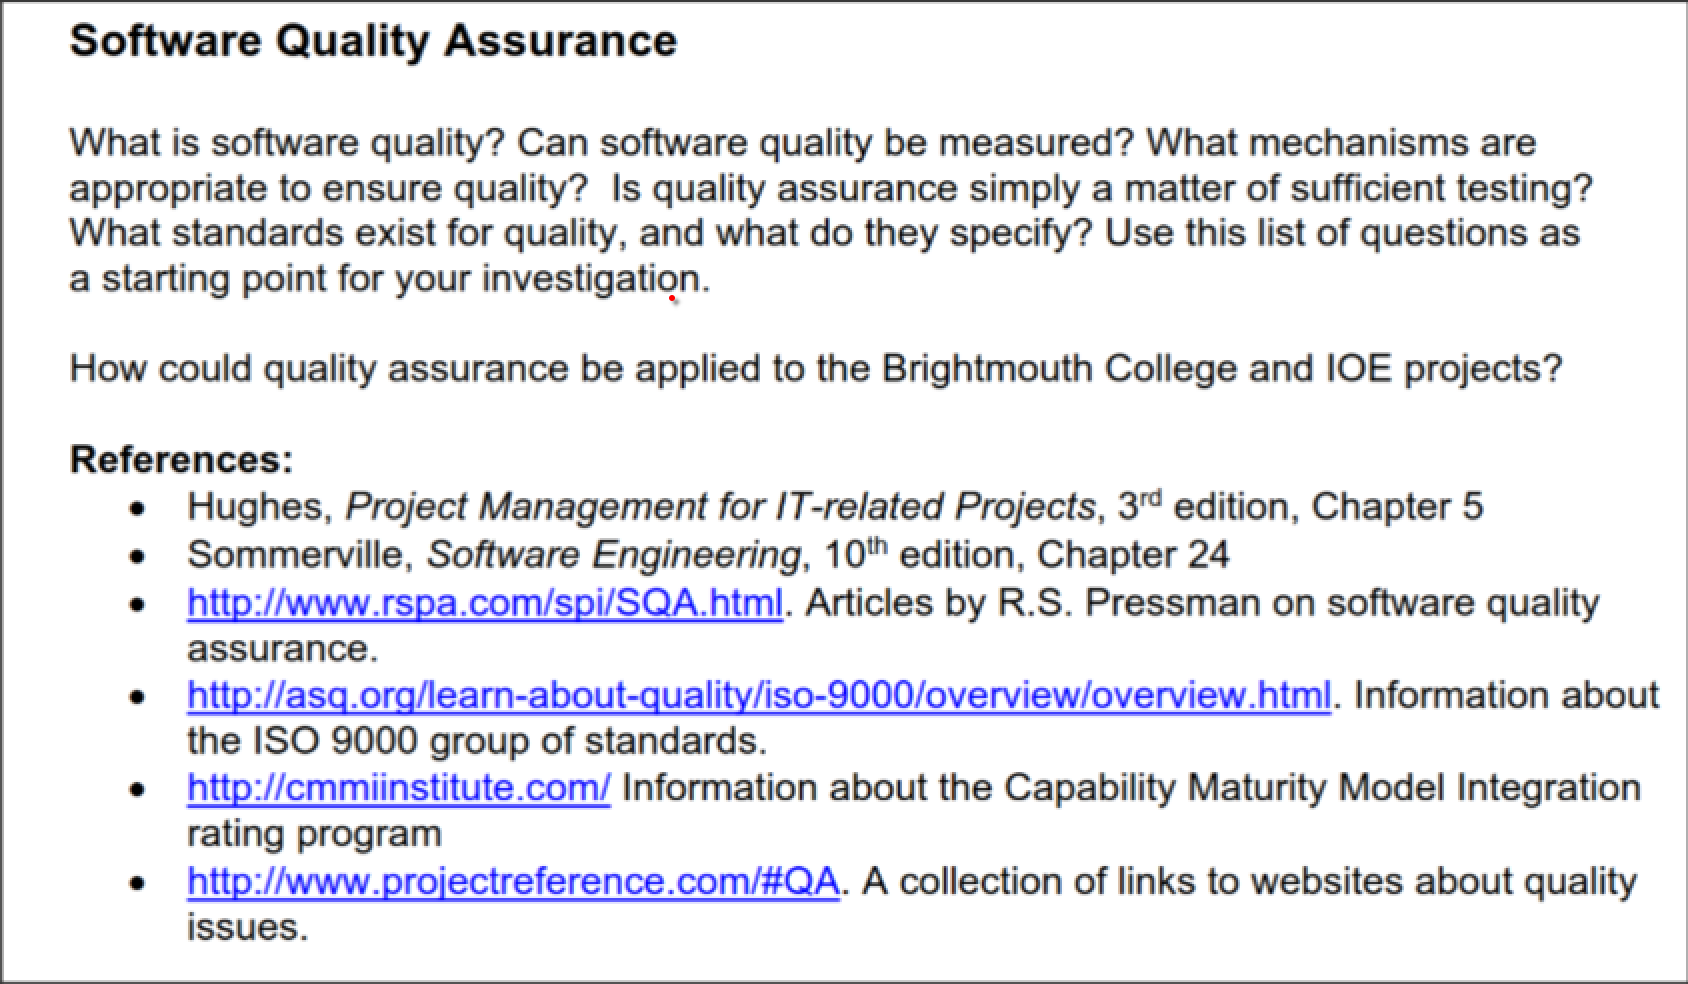 Software Quality Assurance
What is software quality? Can software quality be measured? What mechanisms are
appropriate to ensure quality?  Is quality assurance simply a matter of sufficient testing?
What standards exist for quality, and what do they specify? Use this list of questions as
a starting point for your investigation.
How could quality assurance be applied to the Brightmouth College and IOE projects?
References:
• Hughes, Project Management for IT-related Projects, 3rd edition, Chapter 5
• Sommerville, Software Engineering, 10th edition, Chapter 24
• http://www.rspa.com/spi/SQA.html. Articles by R.S. Pressman on software quality
assurance.
• http://asq.org/learn-about-quality/iso-9000/overview/overview.html. Information about
the ISO 9000 group of standards.
• http://cmmiinstitute.com/ Information about the Capability Maturity Model Integration
rating program
• http://www.projectreference.com/#QA. A collection of links to websites about quality
issues.